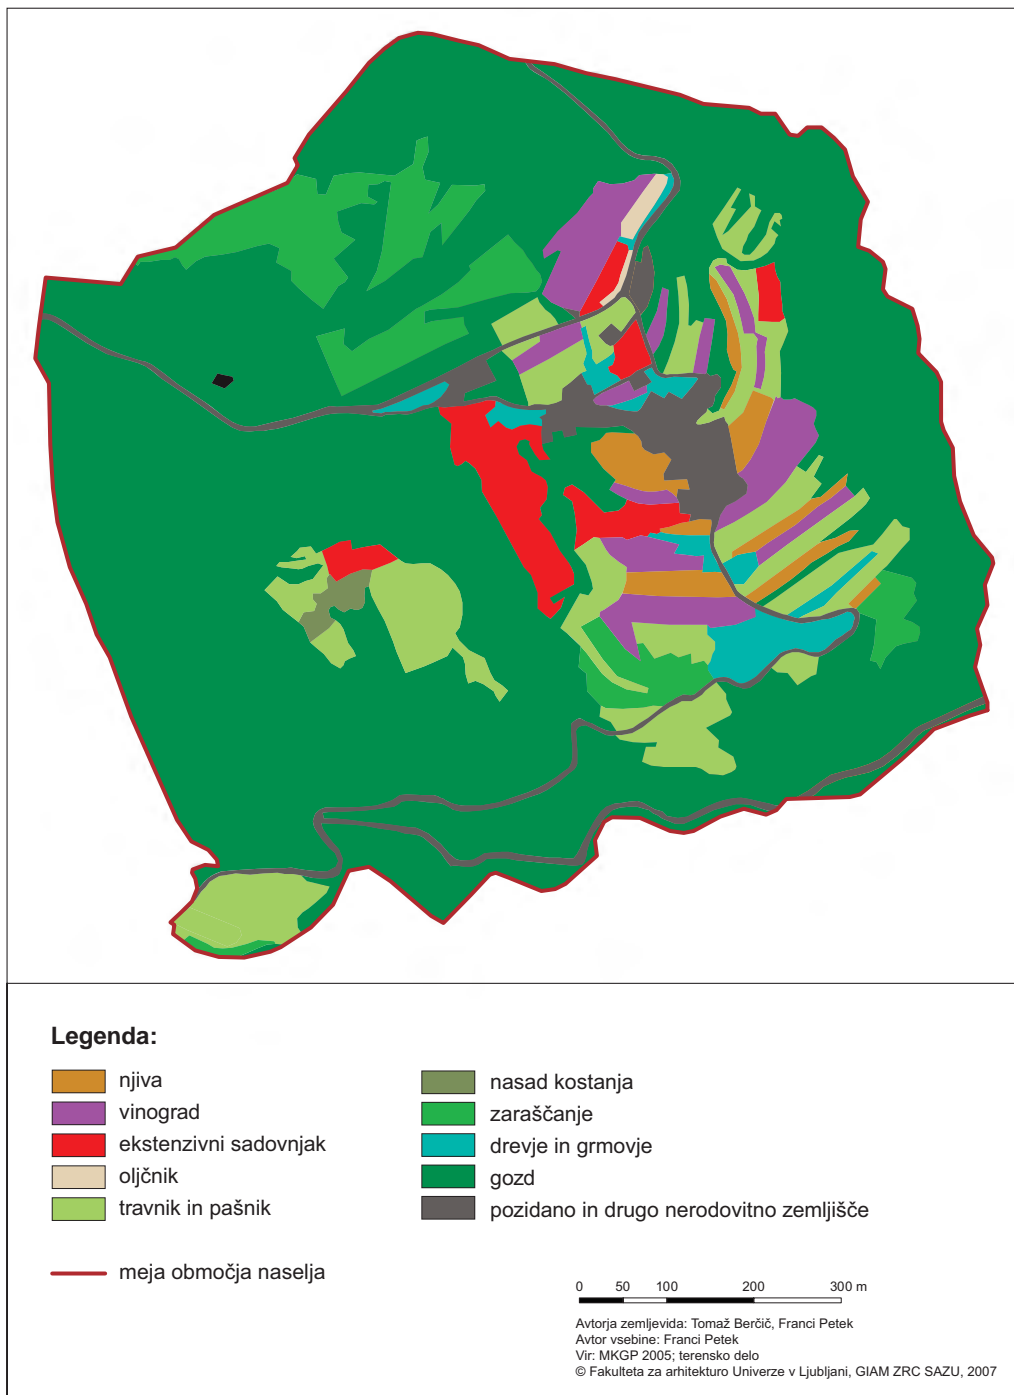 Legenda:
njiva
vinograd
ekstenzivni sadovnjak
oljčnik
travnik in pašnik
meja območja naselja
nasad kostanja
zaraščanje
drevje in grmovje
gozd
pozidano in drugo nerodovitno zemljišče
0 50 100 200 300 m
Avtorja zemljevida: Tomaž Berčič, Franci Petek
Avtor vsebine: Franci Petek
Vir: MKGP 2005; terensko delo
© Fakulteta za arhitekturo Univerze v Ljubljani, GIAM ZRC SAZU, 2007